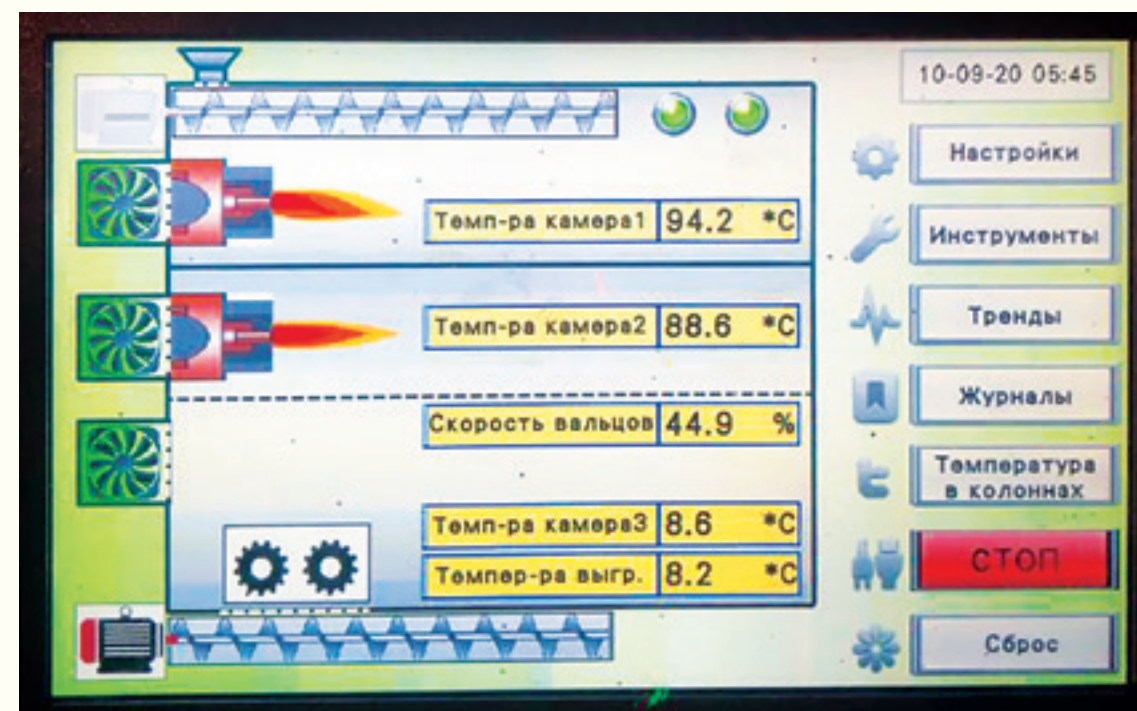 10-09-20 05:45
Настройки
Темп-ра камера1 94.2 *C
Инструменты
Темп-ра камера2 88.6 *C
Тренды
Скорость вальцов 44.9 %
Журналы
Температура
в колоннах
Темп-ра камера3 8.6 *C
Темпер-ра выгр. 8.2 *C
СТОП
Сброс